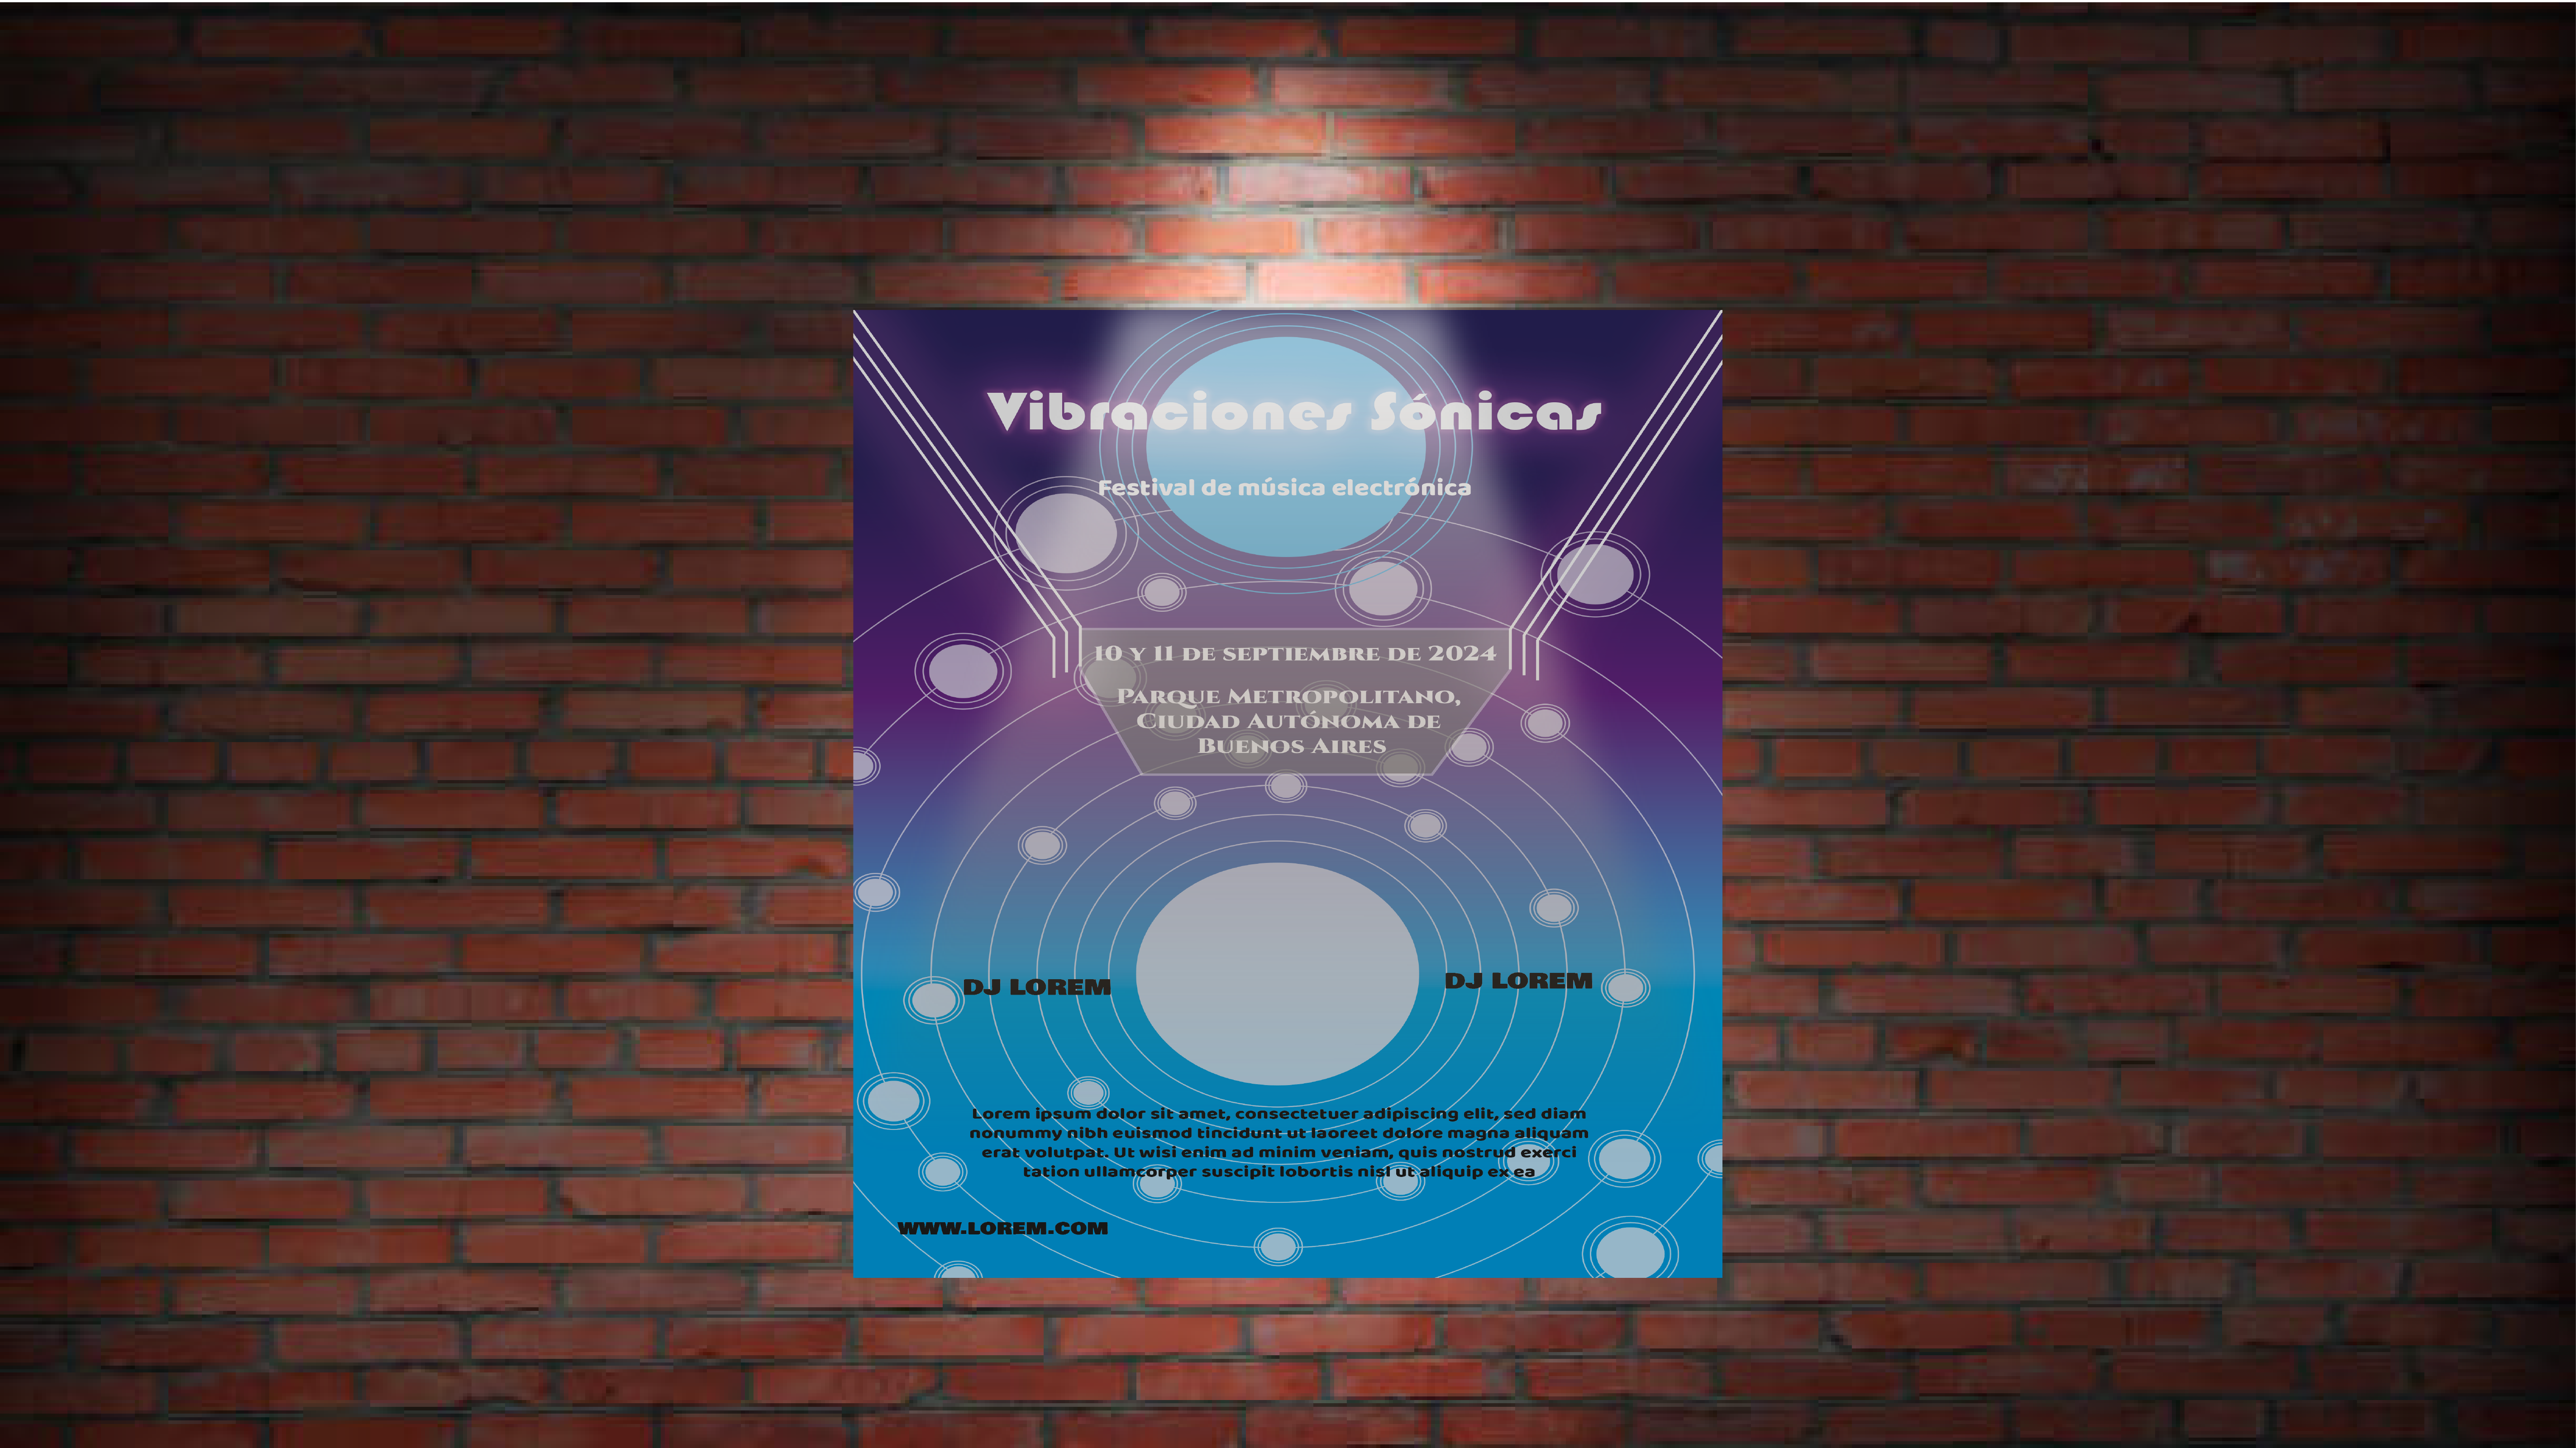 Vibraciones Sónicas
Festival de música electrónica
10 y 11 de septiembre de 2024
Parque Metropolitano,
Ciudad Autónoma de
Buenos Aires
DJ LOREM
DJ LOREM
Lorem ipsum dolor sit amet, consectetuer adipiscing elit, sed diam
nonummy nibh euismod tincidunt ut laoreet dolore magna aliquam
erat volutpat. Ut wisi enim ad minim veniam, quis nostrud exerci
tation ullamcorper suscipit lobortis nisl ut aliquip ex ea
WWW.LOREM.COM